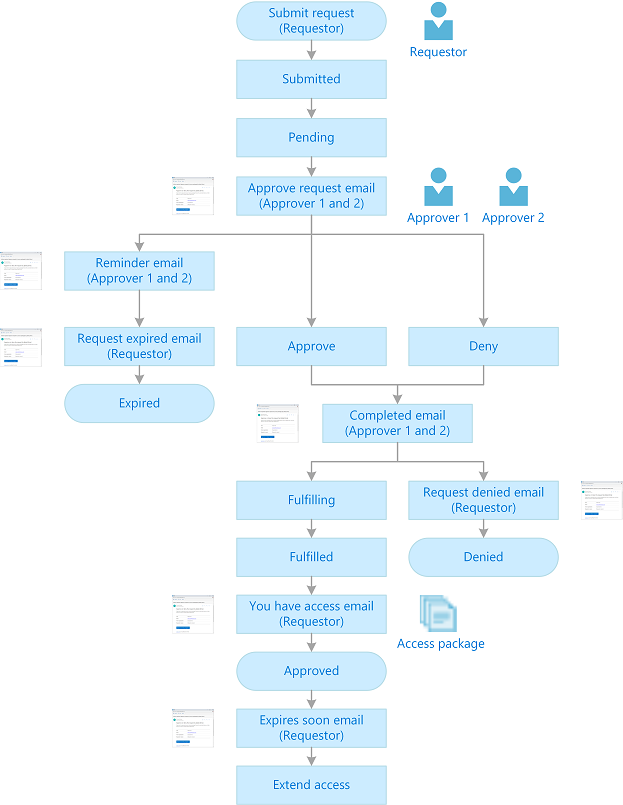 Submit request
(Requestor)
Requestor
Submitted
Pending
Approve request email
(Approver 1 and 2)
Approver 1
Approver 2
Reminder email
(Approver 1 and 2)
Request expired email
(Requestor)
Approve
Deny
Expired
Completed email
(Approver 1 and 2)
Fulfilling
Request denied email
(Requestor)
Fulfilled
Denied
You have access email
(Requestor)
Access package
Approved
Expires soon email
(Requestor)
Extend access